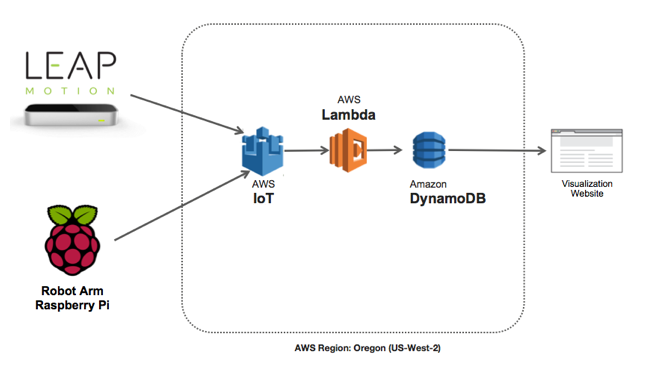 LEAP
MOTION
AWS
Lambda
AWS
IoT
Amazon
DynamoDB
Visualization
Website
Robot Arm
Raspberry Pi
AWS Region: Oregon (US-West-2)